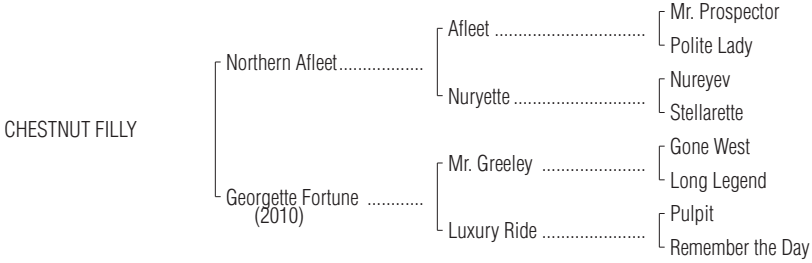 Mr. Prospector
Afleet ................................
Polite Lady
Northern Afleet..................
Nureyev
Nuryette ............................
Stellarette
CHESTNUT FILLY
Gone West
Mr. Greeley ......................
Long Legend
Georgette Fortune ............
(2010)
Pulpit
Luxury Ride ......................
Remember the Day